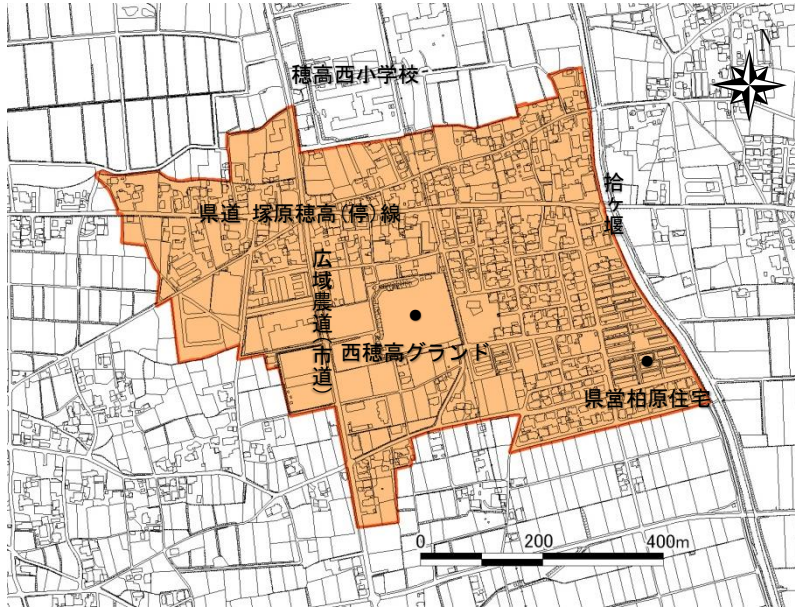 穂高西小学校
N
拾ヶ堰
県道 塚原穂高(停)線
広域農道(市道)
西穂高グランド
県営柏原住宅
0 200 400m